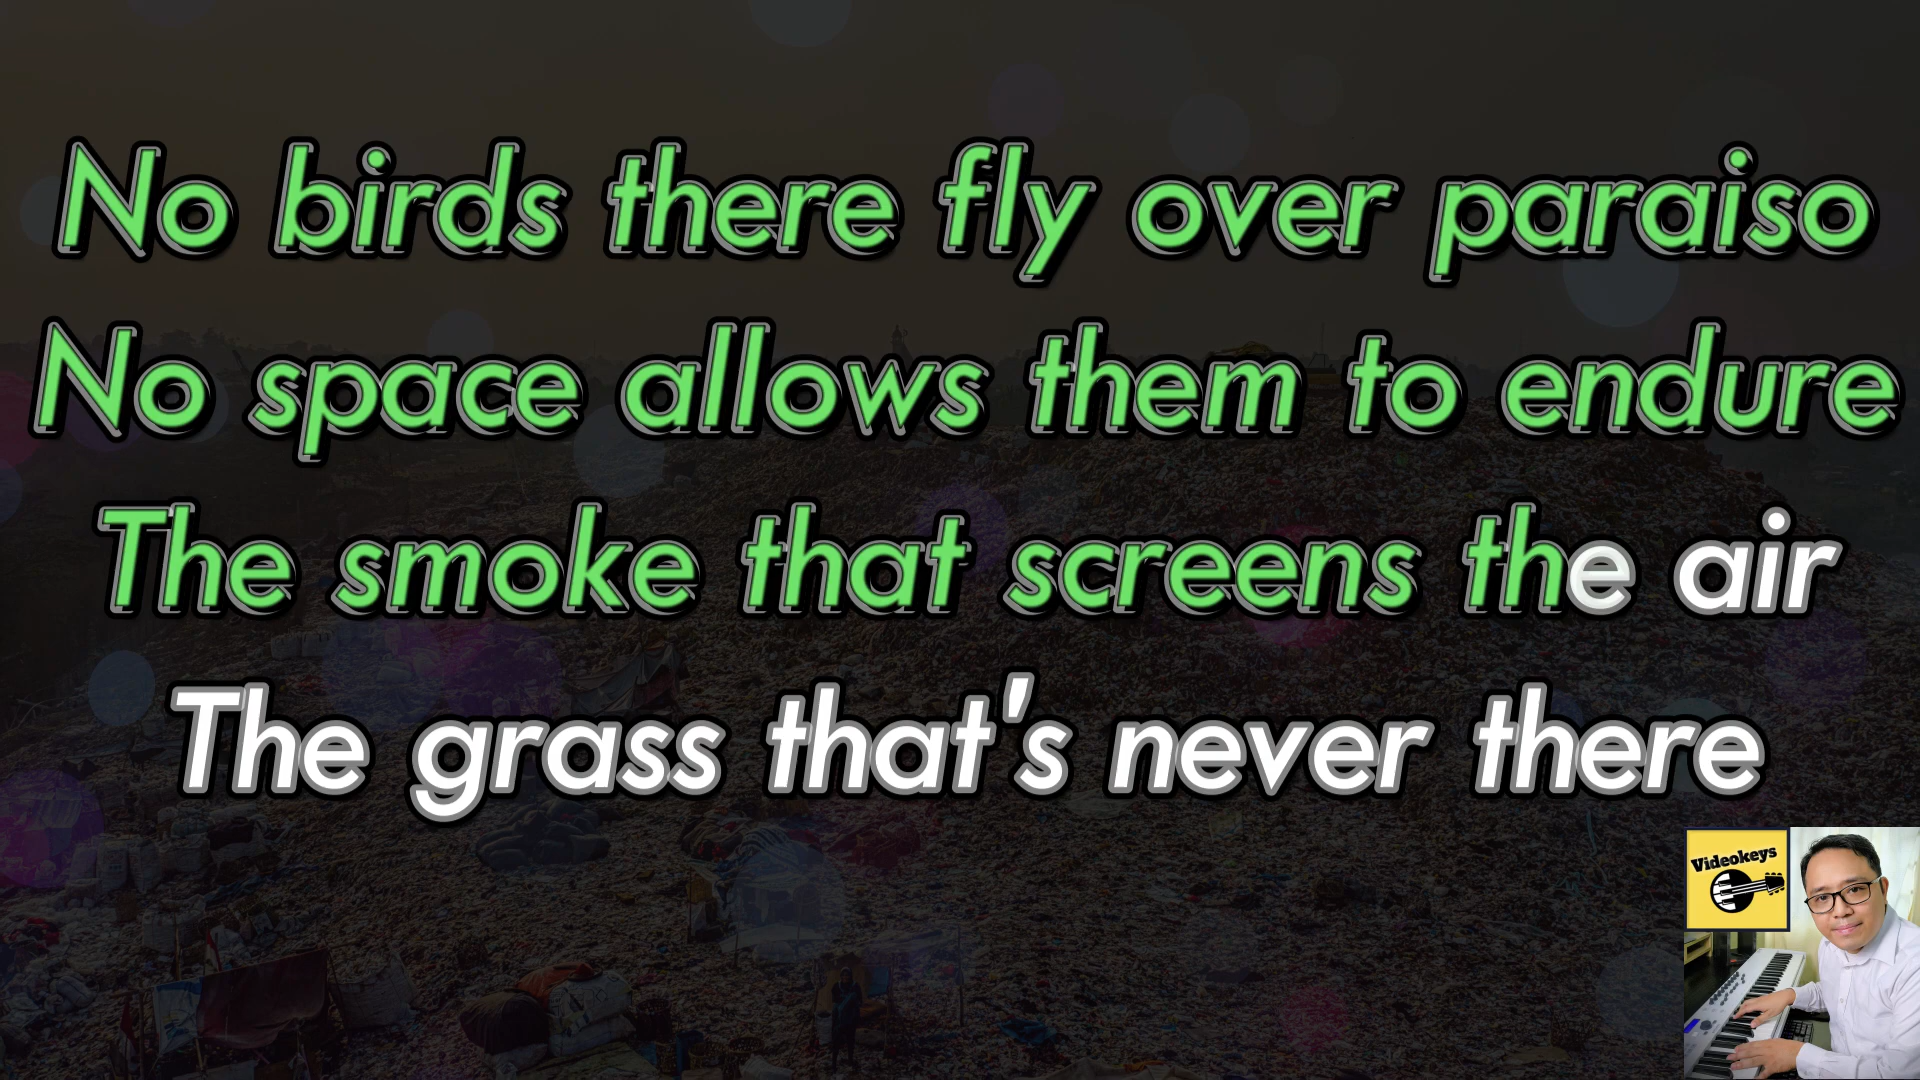 No birds there fly over paraiso
No space allows them to endure
The smoke that screens the air
The grass that's never there
Videokeys